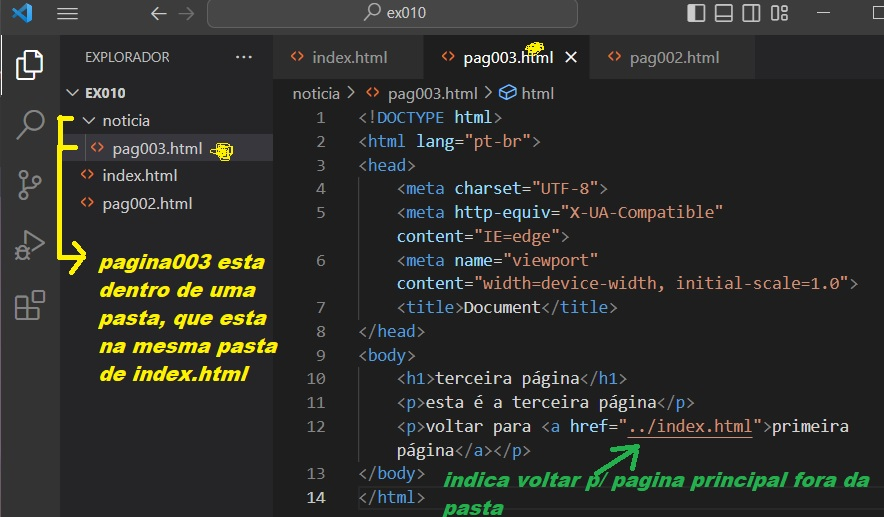 ex010
EXPLORADOR
index.html
pag003.html
pag002.html
EX010
noticia > pag003.html > html
noticia
pag003.html
index.html
pag002.html
pagina003 esta
dentro de uma
pasta, que esta
na mesma pasta
de index.html
1 <!DOCTYPE html>
2 <html lang="pt-br">
3 <head>
4 <meta charset="UTF-8">
5 <meta http-equiv="X-UA-Compatible"
content="IE=edge">
6 <meta name="viewport"
content="width=device-width, initial-scale=1.0">
7 <title>Document</title>
8 </head>
9 <body>
10 <h1>terceira página</h1>
11 <p>esta é a terceira página</p>
12 <p>voltar para <a href="../index.html">primeira
página</a></p>
13 </body>
14 </html>
indica voltar p/ pagina principal fora da
pasta